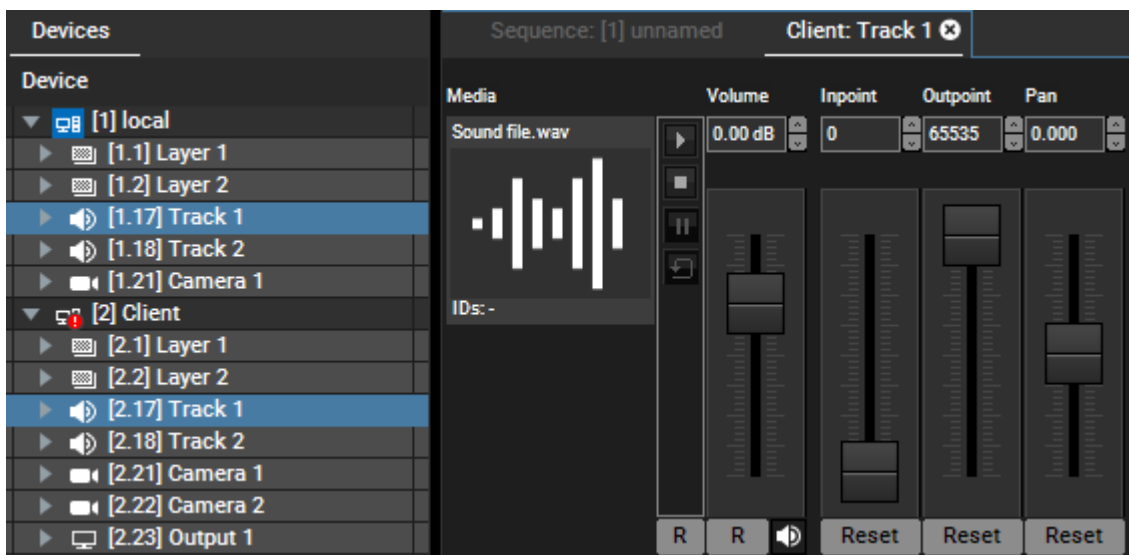 Devices
Device
[1] local
[1.1] Layer 1
[1.2] Layer 2
[1.17] Track 1
[1.18] Track 2
[1.21] Camera 1
[2] Client
[2.1] Layer 1
[2.2] Layer 2
[2.17] Track 1
[2.18] Track 2
[2.21] Camera 1
[2.22] Camera 2
[2.23] Output 1
Sequence: [1] unnamed
Client: Track 1
Media
Volume
Inpoint
Outpoint
Pan
Sound file.wav
0.00 dB
0
65535
0.000
IDs: -
R
R
Reset
Reset
Reset